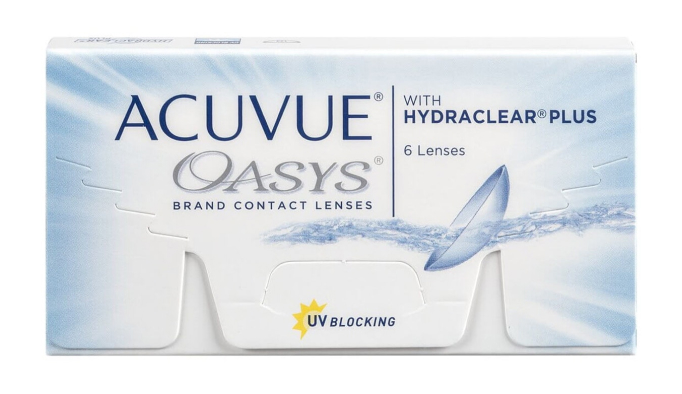 ACUVUE®
OASYS®
BRAND CONTACT LENSES
WITH
HYDRACLEAR® PLUS
6 Lenses
UV BLOCKING